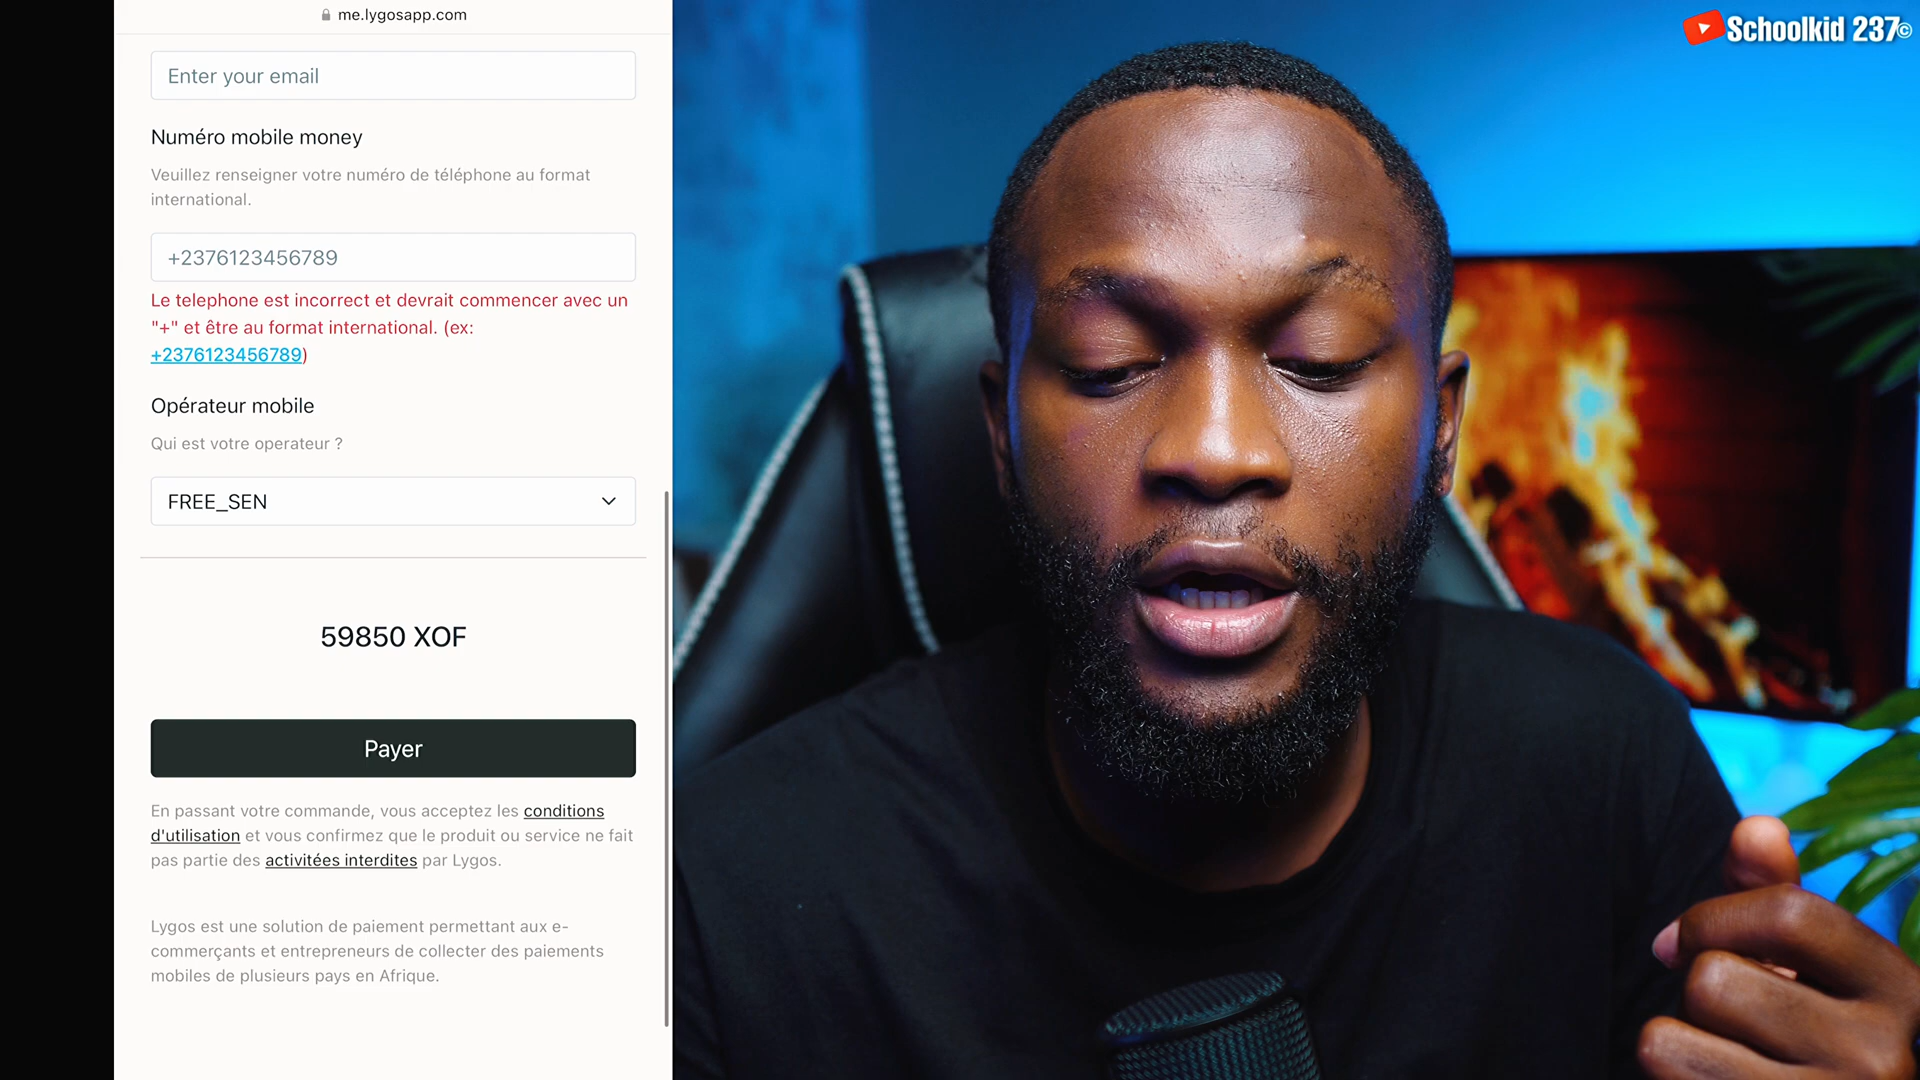 me.lygosapp.com
Enter your email
Numéro mobile money
Veuillez renseigner votre numéro de téléphone au format
international.
+2376123456789
Le telephone est incorrect et devrait commencer avec un
"+" et être au format international. (ex:
+2376123456789)
Opérateur mobile
Qui est votre operateur ?
FREE_SEN
59850 XOF
Payer
En passant votre commande, vous acceptez les conditions
d'utilisation et vous confirmez que le produit ou service ne fait
pas partie des activitées interdites par Lygos.
Lygos est une solution de paiement permettant aux e-
commerçants et entrepreneurs de collecter des paiements
mobiles de plusieurs pays en Afrique.
Schoolkid 237©